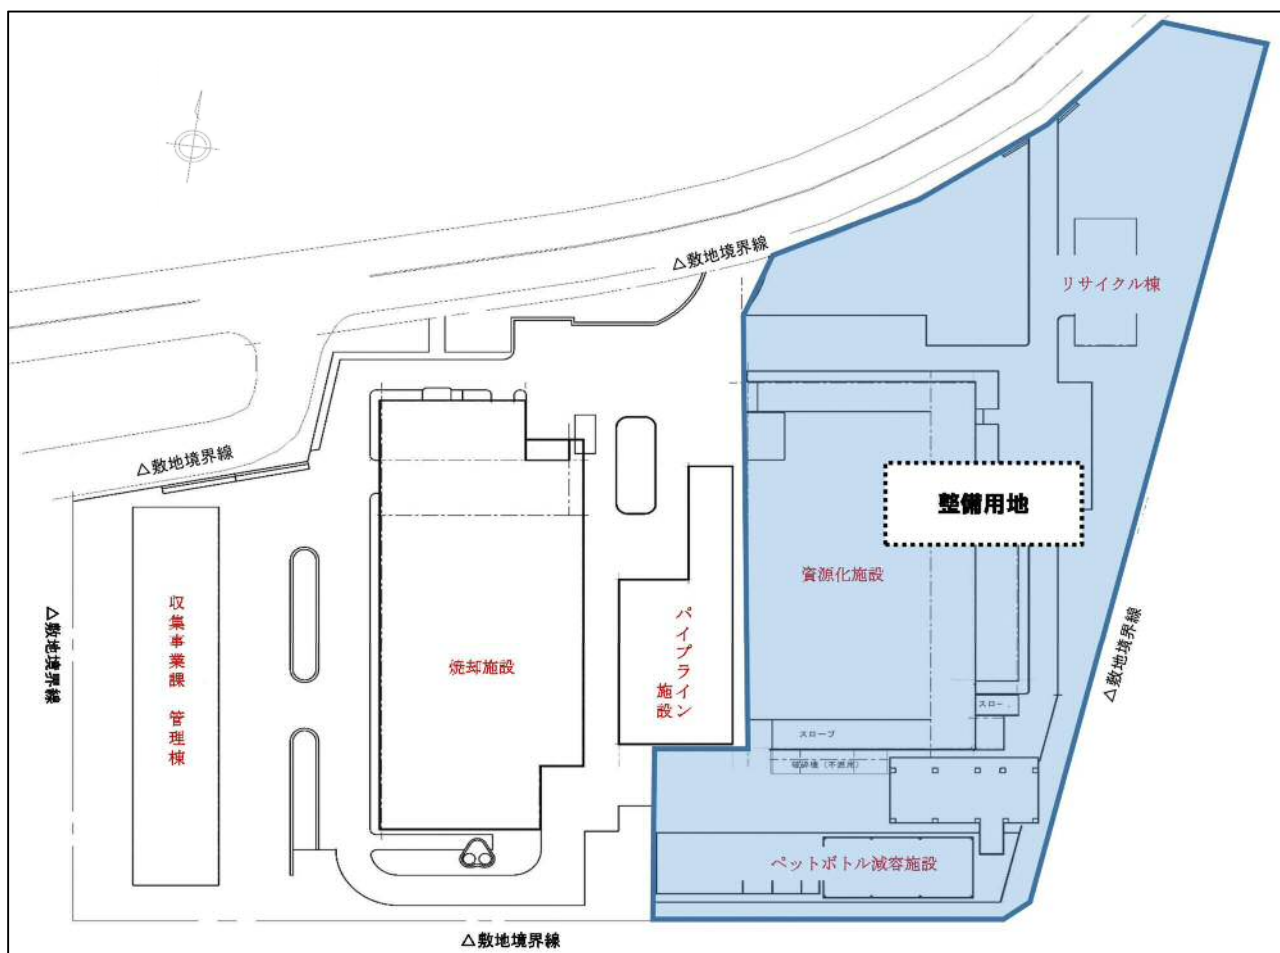 △敷地境界線
リサイクル棟
△敷地境界線
整備用地
資源化施設
パイプライン
施設
焼却施設
収集事業課 管理棟
△敷地境界線
△敷地境界線
スロー
スロープ
ペットボトル減容施設
△敷地境界線